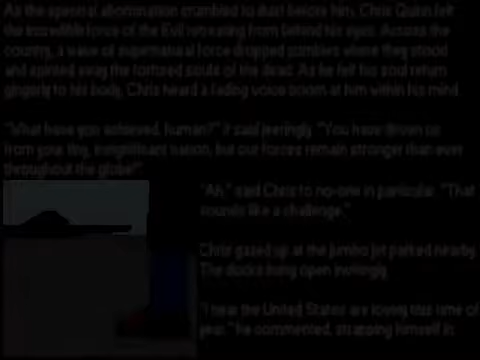 As the spectral abomination crumbled to dust before him, Chris Quinn felt
the incredible force of the Evil retreating from behind his eyes. Across the
country, a wave of supernatural force dropped zombies where they stood
and spirited away the tortured souls of the dead. As he felt his soul return
gingerly to his body, Chris heard a fading voice boom at him within his mind.
"What have you achieved, human?" it said jeeringly. "You have driven us
from your tiny, insignificant nation, but our forces remain stronger than ever
throughout the globe!"
"Ah," said Chris to no-one in particular. "That
sounds like a challenge."
Chris gazed up at the jumbo jet parked nearby.
The doors hung open invitingly.
"I hear the United States are lovely this time of
year," he commented, strapping himself in.